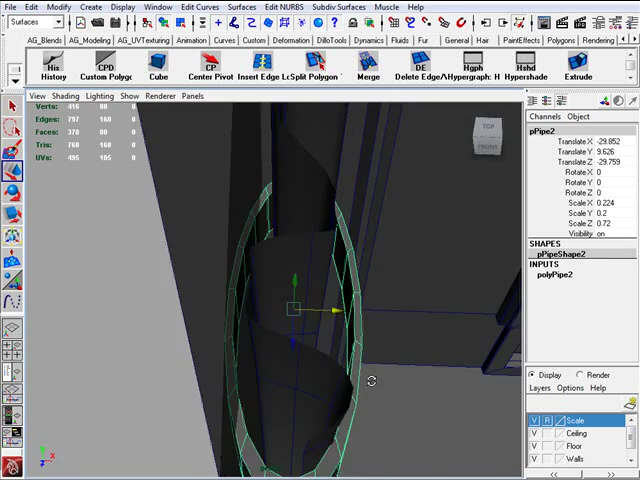 File Edit Modify Create Display Window Edit Curves Surfaces Edit NURBS Subdiv Surfaces Muscle Help
Surfaces
AG_Blends AG_Modeling AG_UVTexturing Animation Curves Custom Deformation DilloTools Dynamics Fluids Fur Hair PaintEffects Polygons Rendering
His CPD CP DE Hgph Hshd
History Custom Polygo Cube Center Pivot Insert Edge Lo Split Polygon Merge Delete Edge/ Hypergraph: H Hypershade Extrude
View Shading Lighting Show Renderer Panels
Verts: 416 80 0
Edges: 797 160 0
Faces: 378 80 0
Tris: 760 160 0
UVs: 495 105 0
TOP
FRONT
Channels Object
pPipe2
Translate X -29.852
Translate Y 9.626
Translate Z -29.759
Rotate X 0
Rotate Y 0
Rotate Z 0
Scale X 0.224
Scale Y 0.2
Scale Z 0.72
Visibility on
SHAPES
pPipeShape2
INPUTS
polyPipe2
Display Render
Layers Options Help
V R Scale
V Ceiling
V Floor
V Walls
Y
Z X